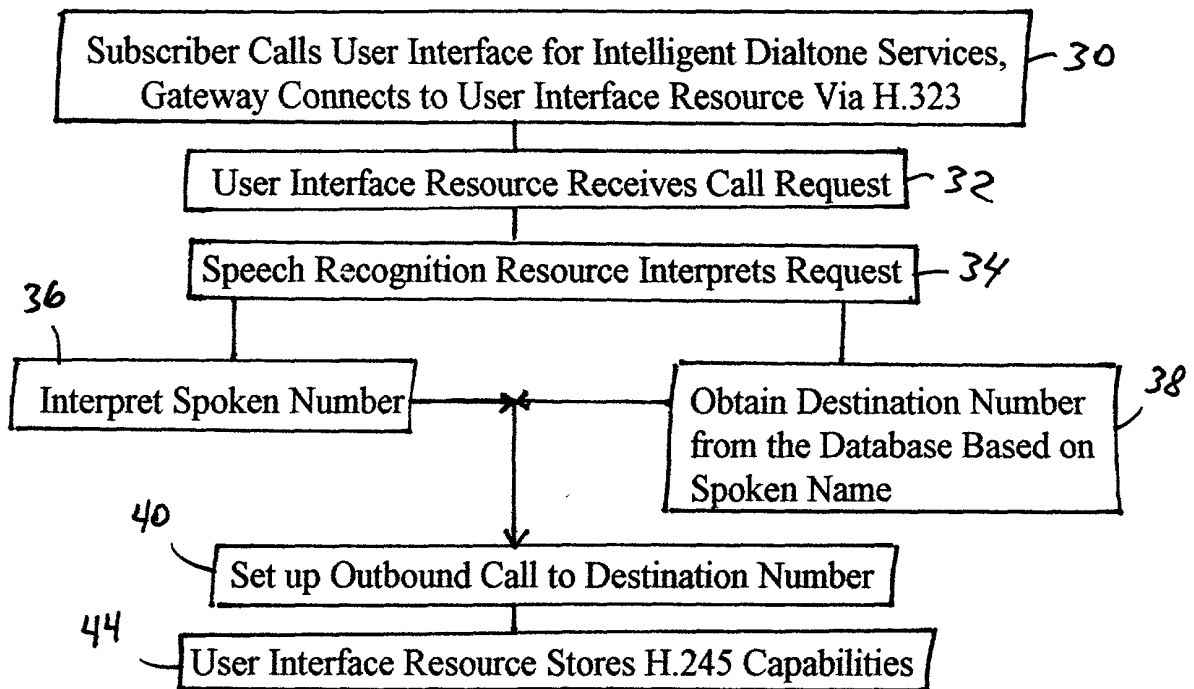 Subscriber Calls User Interface for Intelligent Dialtone Services,
Gateway Connects to User Interface Resource Via H.323
30
User Interface Resource Receives Call Request
32
Speech Recognition Resource Interprets Request
34
36
Interpret Spoken Number
Obtain Destination Number
from the Database Based on
Spoken Name
38
40
Set up Outbound Call to Destination Number
44
User Interface Resource Stores H.245 Capabilities